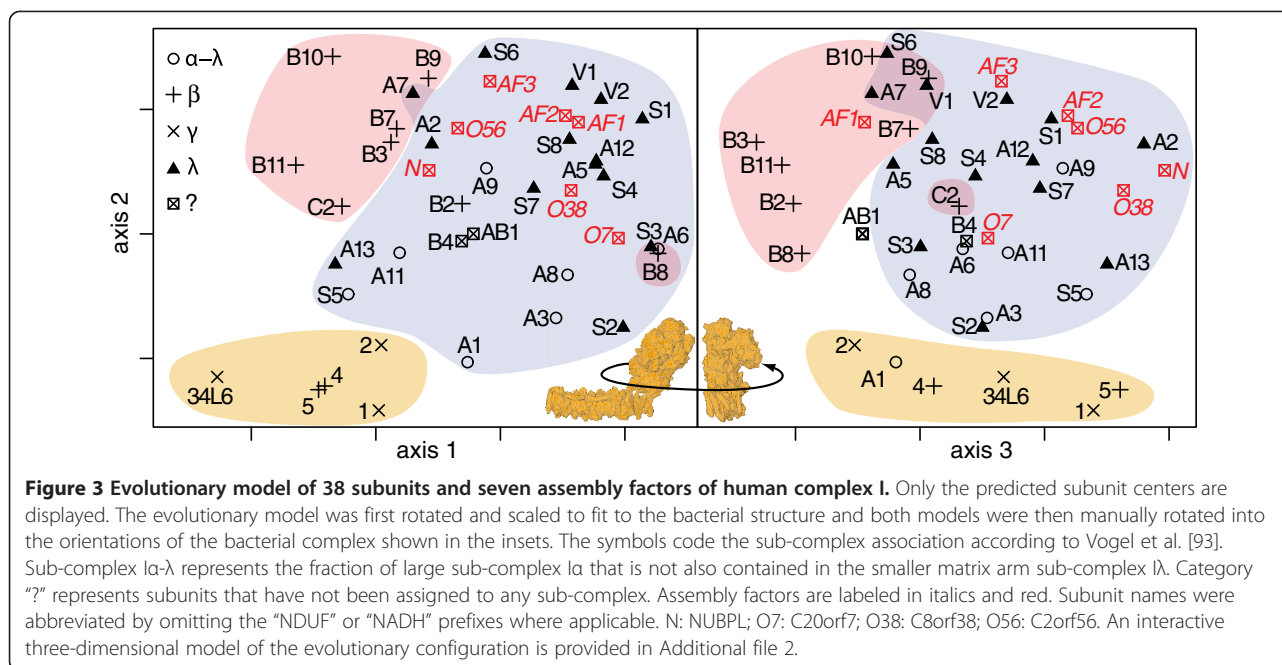 α–λ
β
γ
λ
?
B10
B9
A7
B7
B3
B11
C2
S6
AF3
V1
V2
S1
A2
O56
AF2
AF1
S8
A12
A5
S4
N
A9
B2
S7
O38
B4
AB1
O7
S3
A6
B8
A13
A11
S5
A8
A3
S2
A1
2
34L6
4
5
1
B10
S6
B9
A7
V1
AF3
V2
AF2
AF1
B7
S1
O56
A2
B3
B11
S8
S4
A12
A5
A9
N
S7
O38
B2
C2
AB1
B4
O7
B8
S3
A6
A11
A13
A8
S5
A3
S2
2
A1
4
34L6
5
1
axis 2
axis 1
axis 3
Figure 3 Evolutionary model of 38 subunits and seven assembly factors of human complex I. Only the predicted subunit centers are
displayed. The evolutionary model was first rotated and scaled to fit to the bacterial structure and both models were then manually rotated into
the orientations of the bacterial complex shown in the insets. The symbols code the sub-complex association according to Vogel et al. [93].
Sub-complex Iα-λ represents the fraction of large sub-complex Iα that is not also contained in the smaller matrix arm sub-complex Iλ. Category
“?” represents subunits that have not been assigned to any sub-complex. Assembly factors are labeled in italics and red. Subunit names were
abbreviated by omitting the “NDUF” or “NADH” prefixes where applicable. N: NUBPL; O7: C20orf7; O38: C8orf38; O56: C2orf56. An interactive
three-dimensional model of the evolutionary configuration is provided in Additional file 2.